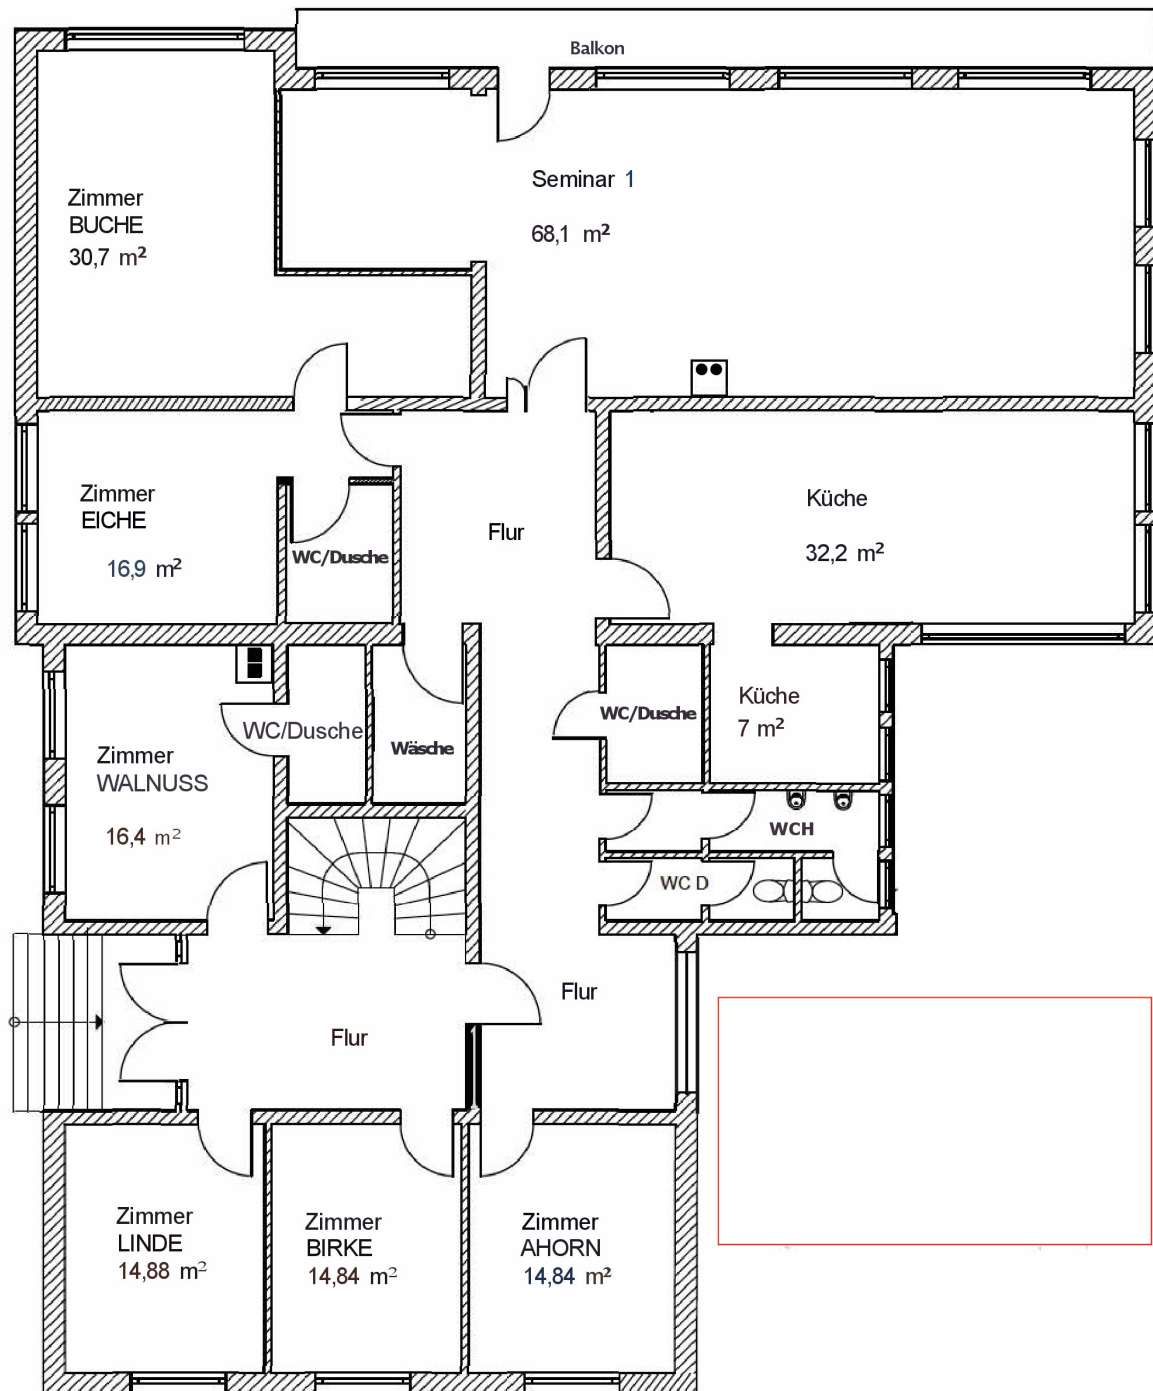 Balkon
Seminar 1
68,1 m²
Zimmer
BUCHE
30,7 m²
Zimmer
EICHE
16,9 m²
WC/Dusche
Flur
Küche
32,2 m²
Zimmer
WALNUSS
16,4 m²
WC/Dusche
Wäsche
WC/Dusche
Küche
7 m²
WCH
WC D
Flur
Flur
Zimmer
LINDE
14,88 m²
Zimmer
BIRKE
14,84 m²
Zimmer
AHORN
14,84 m²